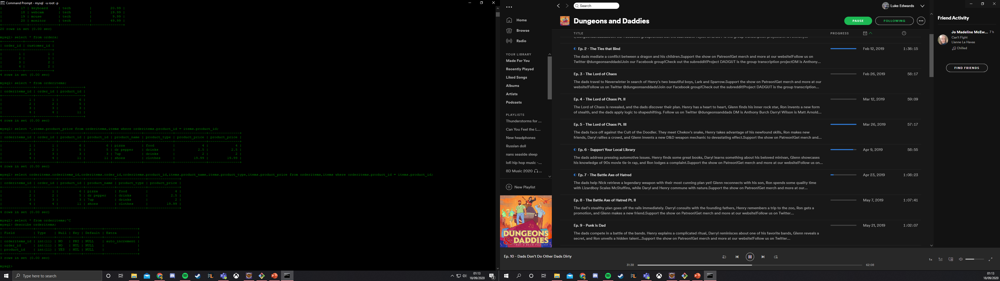 Command Prompt - mysql -u root -p
|         17 | keyboard     | tech         |        20.99 |
|         18 | webcam       | tech         |        19.99 |
|         19 | mouse        | tech         |         9.99 |
|         20 | monitor      | tech         |        49.99 |
20 rows in set (0.00 sec)
mysql> select * from orders;
| order_id | customer_id |
|        1 |           1 |
|        2 |           1 |
|        3 |           2 |
|        4 |           2 |
4 rows in set (0.00 sec)
mysql> select * from orderitems;
| orderitems_id | order_id | product_id |
|             1 |        1 |          6 |
|             2 |        2 |          5 |
|             3 |        3 |          3 |
|             4 |        4 |         11 |
4 rows in set (0.00 sec)
mysql> select *,items.product_price from orderitems,items where orderitems.product_id = items.product_id;
| orderitems_id | order_id | product_id | product_id | product_name | product_type | product_price | product_price |
|             1 |        1 |          6 |          6 | pizza        | food         |             4 |             4 |
|             2 |        2 |          5 |          5 | dr pepper    | drinks       |           2.5 |           2.5 |
|             3 |        3 |          3 |          3 | 7up          | drinks       |             2 |             2 |
|             4 |        4 |         11 |         11 | shoes        | clothes      |         19.99 |         19.99 |
4 rows in set (0.00 sec)
mysql> select orderitems.orderitems_id,orderitems.order_id,orderitems.product_id,items.product_name,items.product_type,items.product_price from orderitems,items where orderitems.product_id = items.product_id;
| orderitems_id | order_id | product_id | product_name | product_type | product_price |
|             1 |        1 |          6 | pizza        | food         |             4 |
|             2 |        2 |          5 | dr pepper    | drinks       |           2.5 |
|             3 |        3 |          3 | 7up          | drinks       |             2 |
|             4 |        4 |         11 | shoes        | clothes      |         19.99 |
4 rows in set (0.00 sec)
mysql> select * from orderitems;^C
mysql> describe orderitems;
| Field         | Type    | Null | Key | Default | Extra          |
| orderitems_id | int(11) | NO   | PRI | NULL    | auto_increment |
| order_id      | int(11) | NO   | MUL | NULL    |                |
| product_id    | int(11) | YES  | MUL | NULL    |                |
3 rows in set (0.00 sec)
mysql>
Type here to search
01:13
18/09/2020
2
Home
Browse
Radio
YOUR LIBRARY
Made For You
Recently Played
Liked Songs
Albums
Artists
Podcasts
PLAYLISTS
Thunderstorms for ...
Can You Feel the L...
New headphones
Russian doll
nans seaside sleep
lofi hip hop music -...
8D Music 2020 🎧...
New Playlist
20
DUNGEONS
& DADDIES
*NOT A BDSM PODCAST
Search
Luke Edwards
Dungeons and Daddies
PAUSE
FOLLOWING
TITLE PROGRESS
Ep. 2 - The Ties that Bind Feb 12, 2019 1:36:15
The dads mediate a conflict between a dragon and his children.Support the show on Patreon!Get merch and more at our website!Follow us on
Twitter @dungeonsanddads!Join our Facebook group!Check out the subreddit!Project DADGUT is the group transcription projectDM is Anthony...
Ep. 3 - The Lord of Chaos Feb 26, 2019 58:17
The dads travel to Neverwinter in search of Henry's two beautiful boys, Lark and Sparrow.Support the show on Patreon!Get merch and more at our
website!Follow us on Twitter @dungeonsanddads!Join our Facebook group!Check out the subreddit!Project DADGUT is the group transcription...
Ep. 4 - The Lord of Chaos Pt. II Mar 12, 2019 59:09
The Lord of Chaos is revealed, and the dads discover their plan. Henry has a heart to heart, Glenn finds his inner rock star, Ron invents a new form
of stealth, and the dads apply logic to shapeshifting. Follow us on Twitter @dungeonsanddads DM is Anthony Burch Darryl Wilson is Matt Arnold...
Ep. 5 - The Lord of Chaos Pt. III Mar 26, 2019 57:17
The dads face off against the Cult of the Doodler. They meet Chekov's snake, Henry takes advantage of his newfound skills, Ron makes new
friends, Daryl rallies a crowd, and Glenn invents a new D&D weapon mechanic to devastating effect.Support the show on Patreon!Get merch and...
Ep. 6 - Support Your Local Library Apr 9, 2019 58:55
The dads address pressing automotive issues. Henry finds some great books, Daryl learns something about his beloved minivan, Glenn showcases
his knowledge of 90s movie tie-in rap, and Ron lodges a complaint.Support the show on Patreon!Get merch and more at our website!Follow us on...
Ep. 7 - The Battle Axe of Hatred Apr 23, 2019 1:08:23
The dads help Nick retrieve a legendary weapon with their most cunning plan yet! Glenn reconnects with his son, Ron spends some quality time
with Lizardboy Scales McStuffins, while Daryl and Henry commune with nature.Support the show on Patreon!Get merch and more at our...
Ep. 8 - The Battle Axe of Hatred Pt. II May 7, 2019 1:07:41
The dad's stealthy plan goes off the rails immediately. Darryl consults with the founding fathers, Henry remembers a trip to the zoo, Ron gets a
promotion, and Glenn makes a new friend.Support the show on Patreon!Get merch and more at our website!Follow us on Twitter...
Ep. 9 - Punk is Dad May 21, 2019 1:02:07
The dads compete in a battle of the bands. Henry explains a complicated ritual, Darryl reminisces about one of his favorite bands, Glenn reveals a
secret, and Ron unveils a hidden talent...Support the show on Patreon!Get merch and more at our website!Follow us on Twitter...
Friend Activity
Jo Madeline McEw... 7 h
Can't Fight
Lianne La Havas
Chilled
FIND FRIENDS
Ep. 10 - Dads Don't Do Other Dads Dirty
31:38
62:08
1x
01:13
18/09/2020